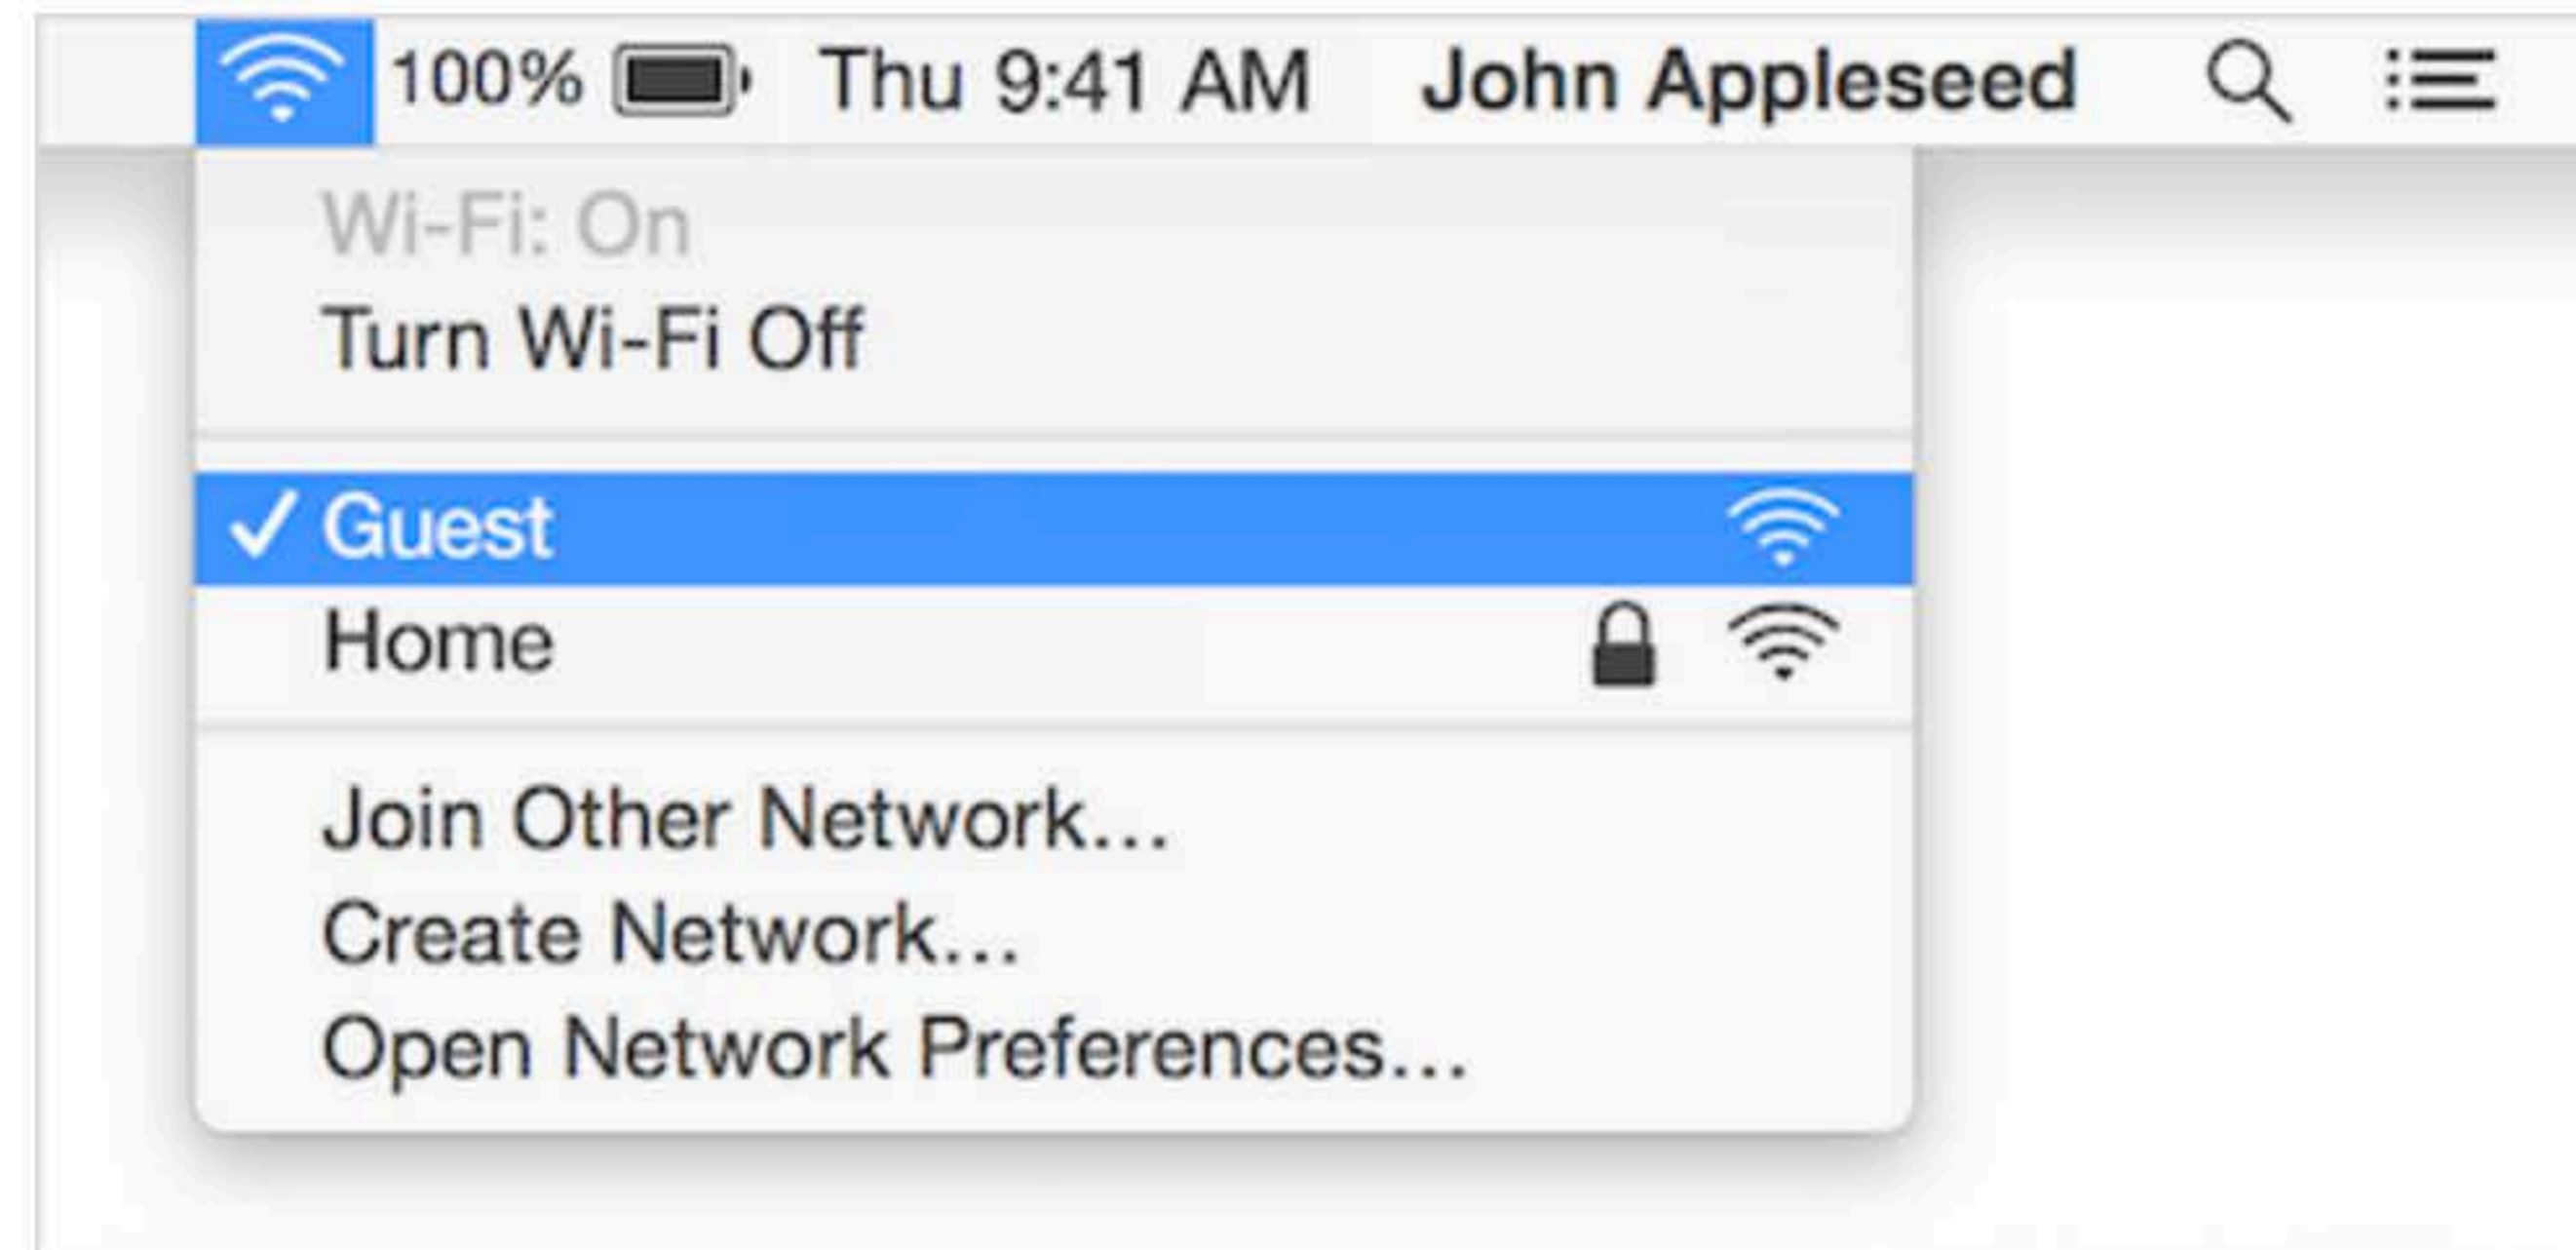 100% Thu 9:41 AM John Appleseed
Wi-Fi: On
Turn Wi-Fi Off
Guest
Home
Join Other Network...
Create Network...
Open Network Preferences...